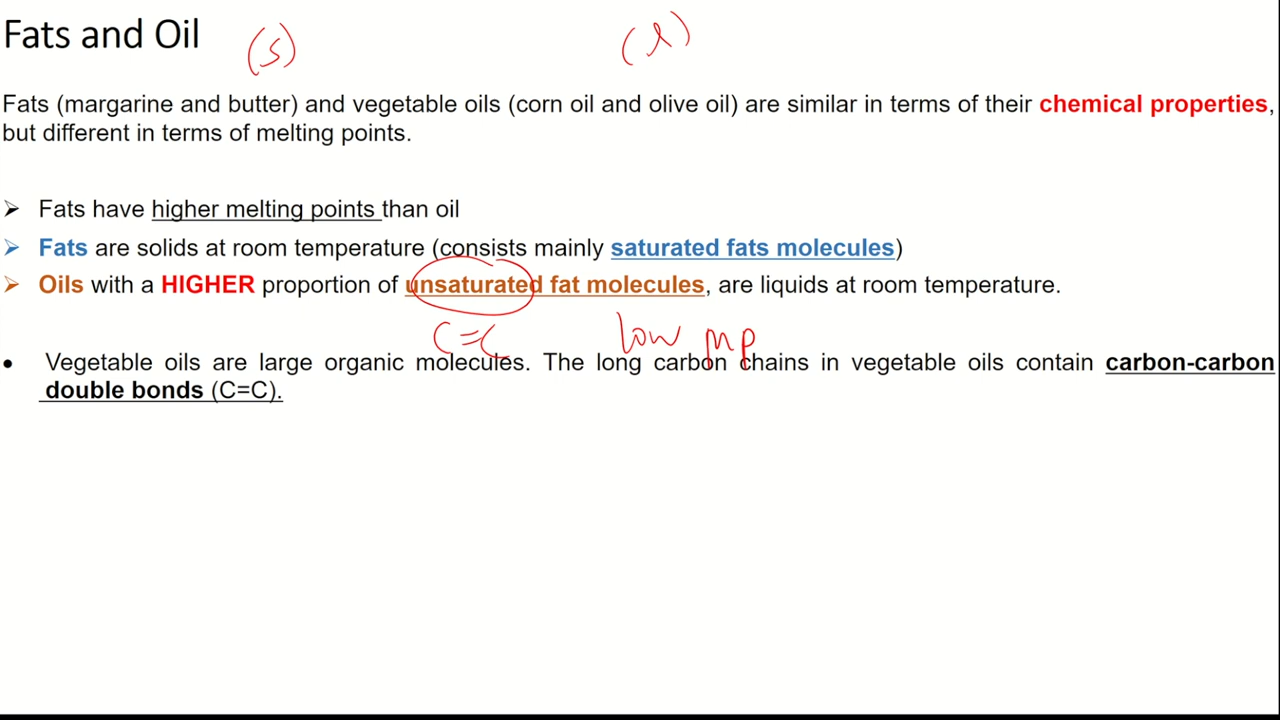 Fats and Oil (s) (l)
Fats (margarine and butter) and vegetable oils (corn oil and olive oil) are similar in terms of their chemical properties,
but different in terms of melting points.
➢ Fats have higher melting points than oil
➢ Fats are solids at room temperature (consists mainly saturated fats molecules)
➢ Oils with a HIGHER proportion of unsaturated fat molecules, are liquids at room temperature.
C=C low mp
• Vegetable oils are large organic molecules. The long carbon chains in vegetable oils contain carbon-carbon
double bonds (C=C).